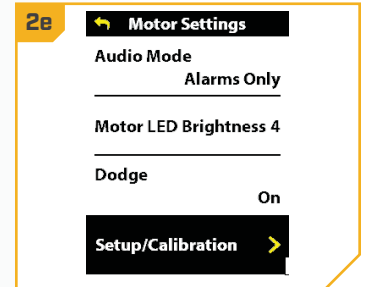 2e
Motor Settings
Audio Mode
Alarms Only
Motor LED Brightness 4
Dodge
On
Setup/Calibration